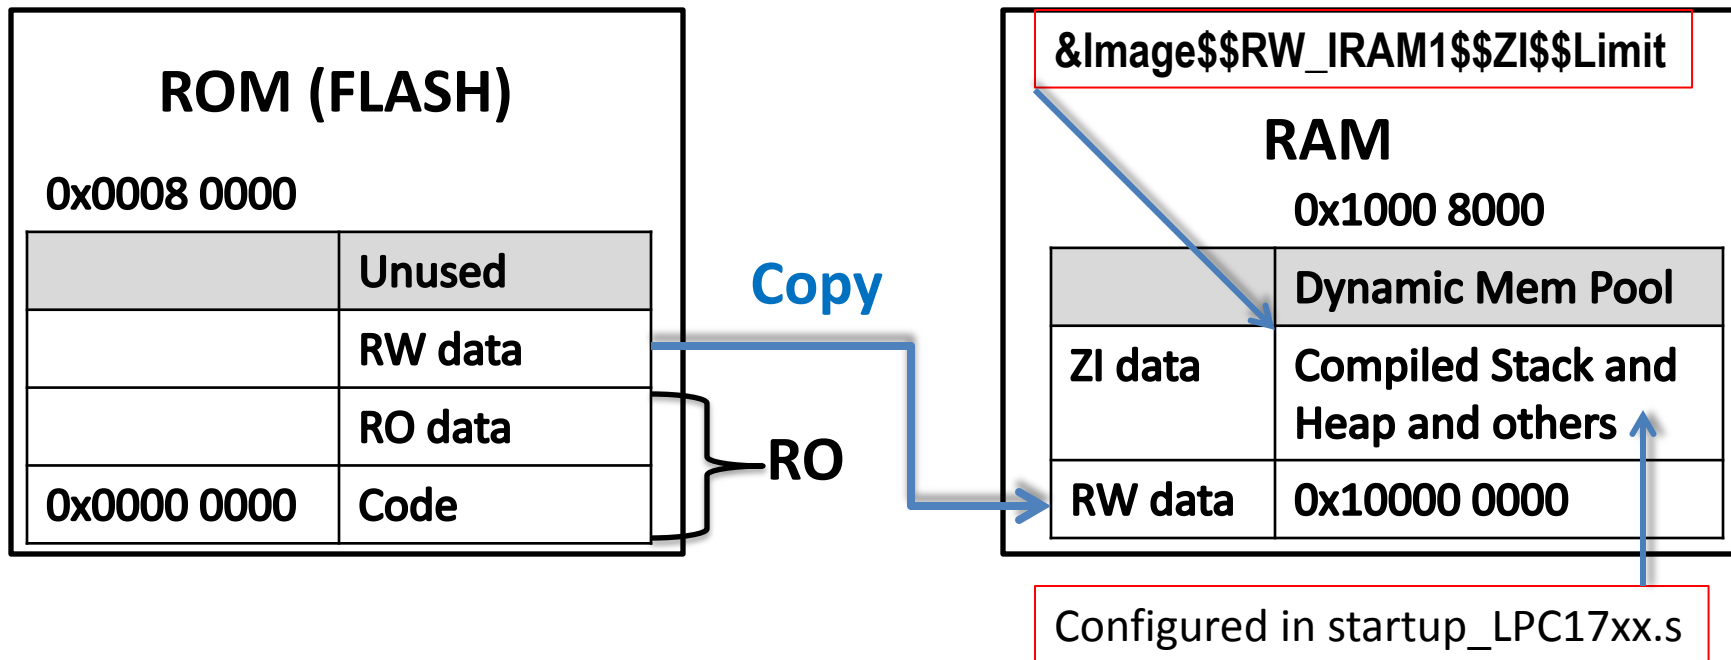 ROM (FLASH)
0x0008 0000
Unused
RW data
RO data
0x0000 0000 Code
Copy
RO
&Image$$RW_IRAM1$$ZI$$Limit
RAM
0x1000 8000
Dynamic Mem Pool
ZI data Compiled Stack and
Heap and others
RW data 0x10000 0000
Configured in startup_LPC17xx.s